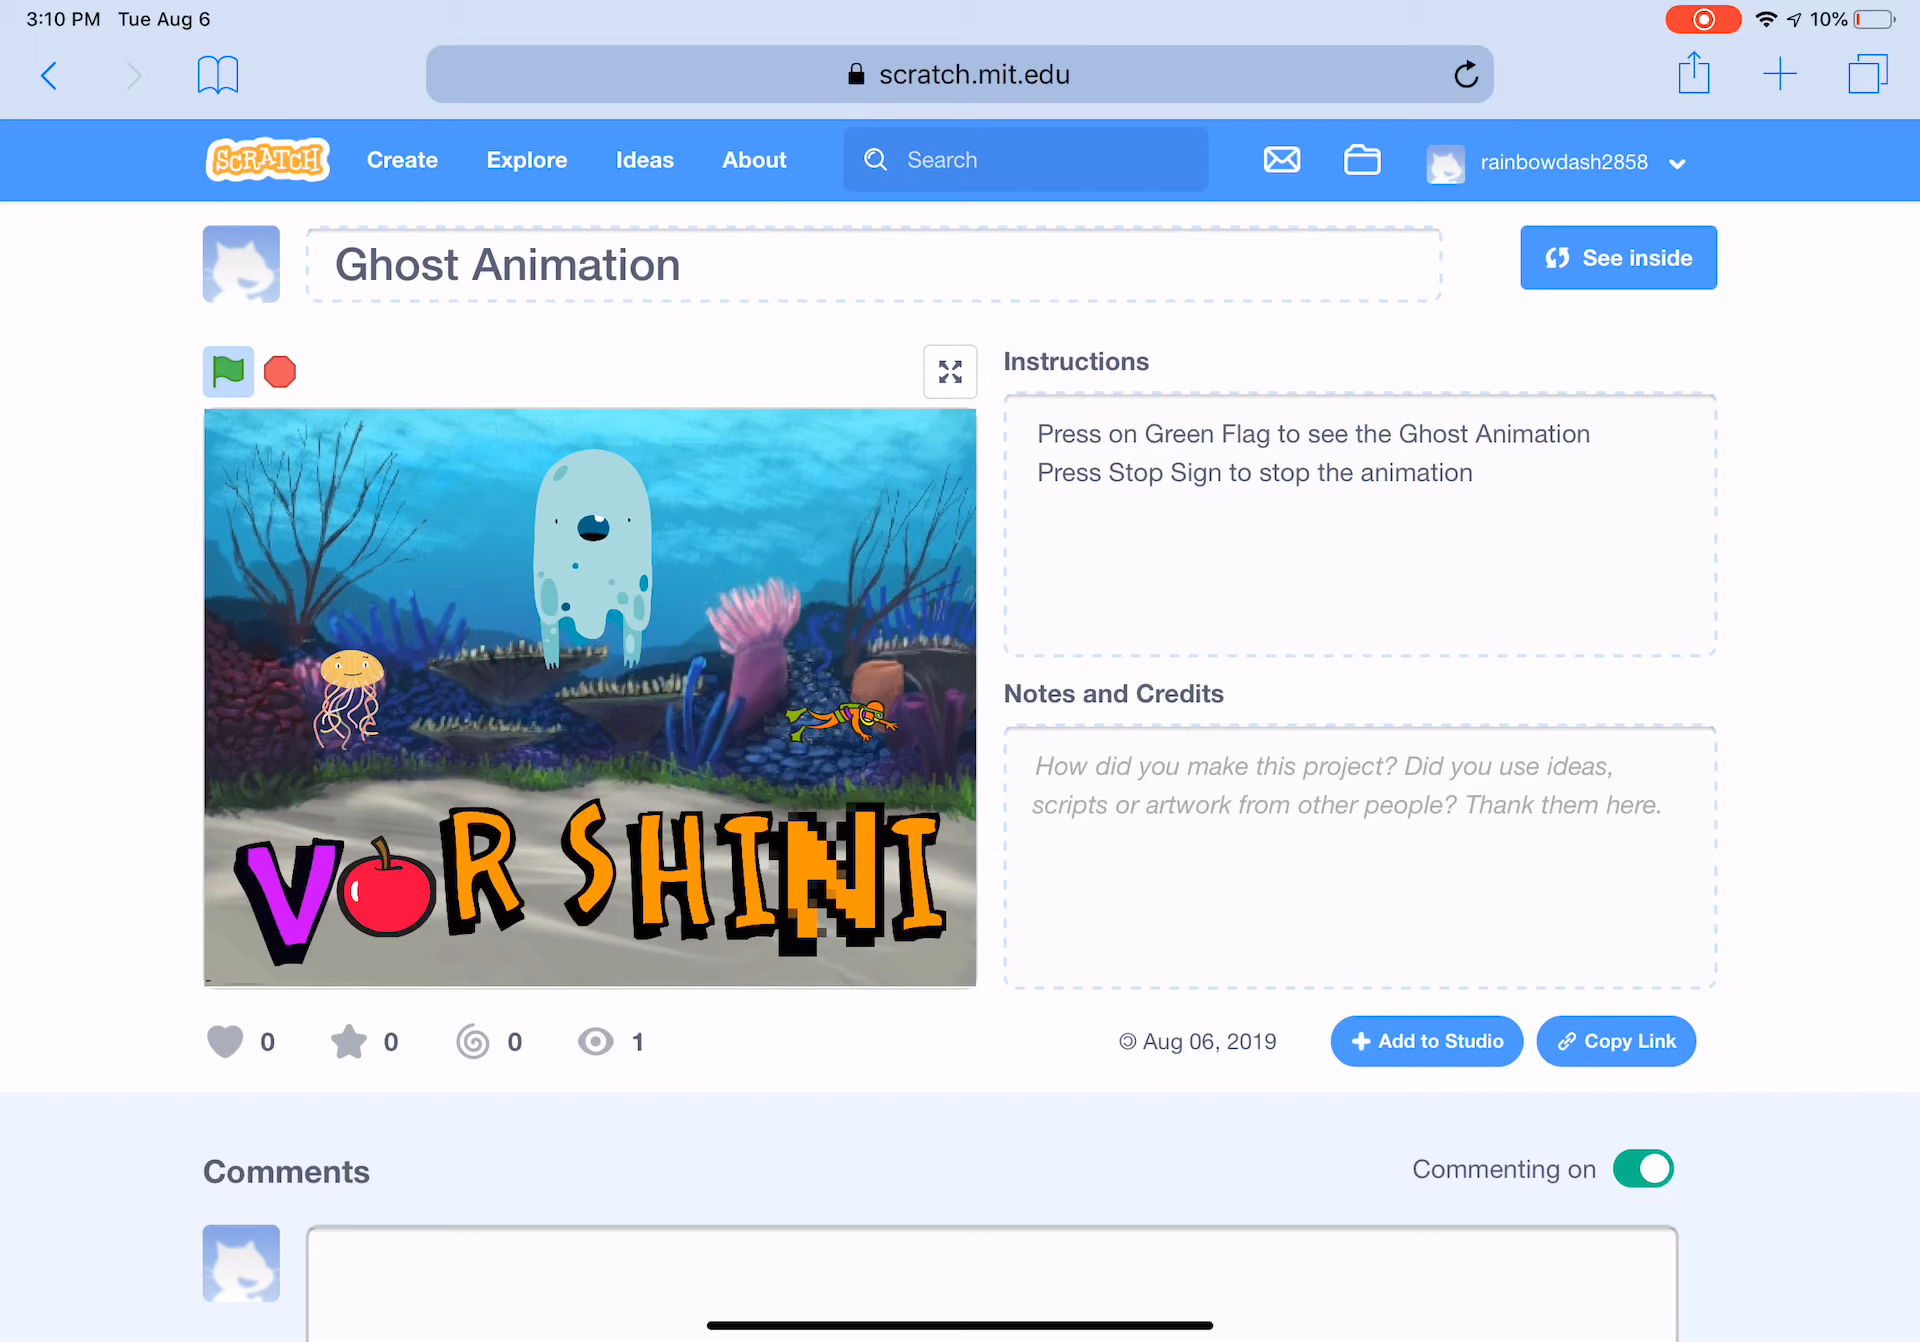 3:10 PM Tue Aug 6
10%
scratch.mit.edu
SCRATCH
Create
Explore
Ideas
About
Search
rainbowdash2858
Ghost Animation
See inside
Instructions
Press on Green Flag to see the Ghost Animation
Press Stop Sign to stop the animation
Notes and Credits
How did you make this project? Did you use ideas,
scripts or artwork from other people? Thank them here.
V R SHINI
0
0
0
1
Aug 06, 2019
Add to Studio
Copy Link
Comments
Commenting on